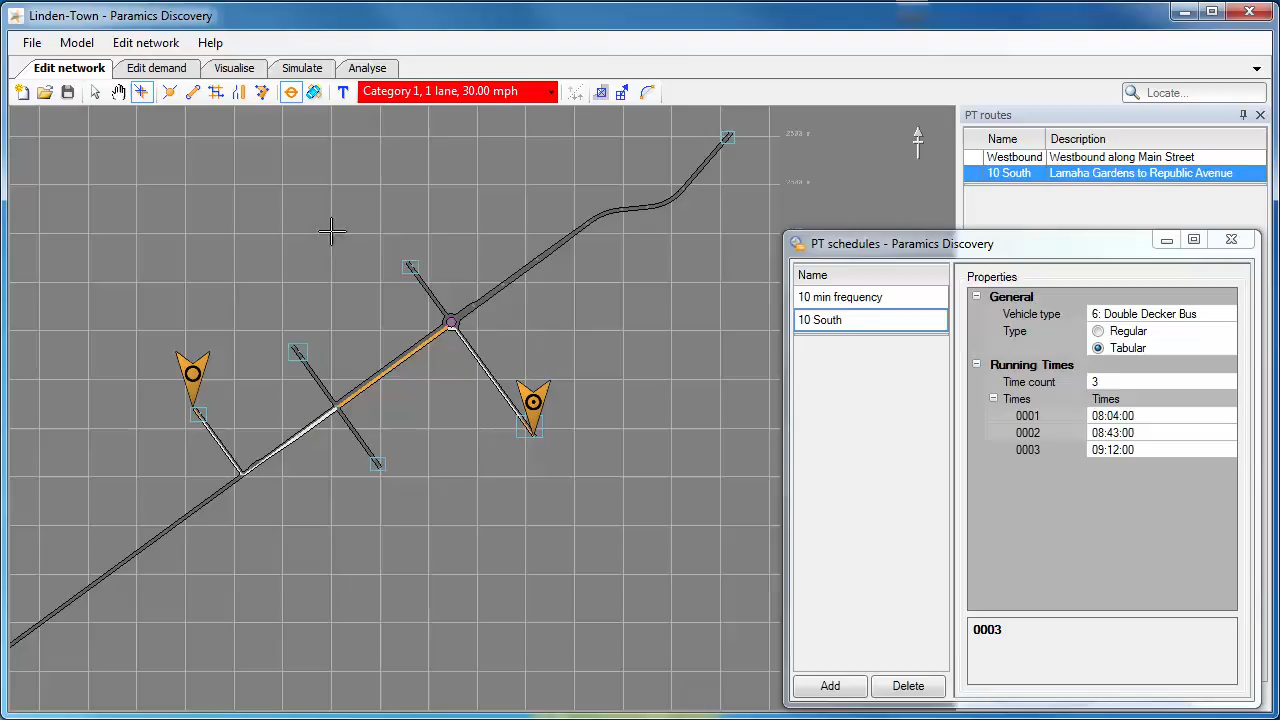 Linden-Town - Paramics Discovery
File Model Edit network Help
Edit network Edit demand Visualise Simulate Analyse
T Category 1, 1 lane, 30.00 mph Locate...
PT routes
Name Description
Westbound Westbound along Main Street
10 South Lamaha Gardens to Republic Avenue
PT schedules - Paramics Discovery
Name
10 min frequency
10 South
Add Delete
Properties
General
Vehicle type 6: Double Decker Bus
Type Regular
Tabular
Running Times
Time count 3
Times Times
0001 08:04:00
0002 08:43:00
0003 09:12:00
0003